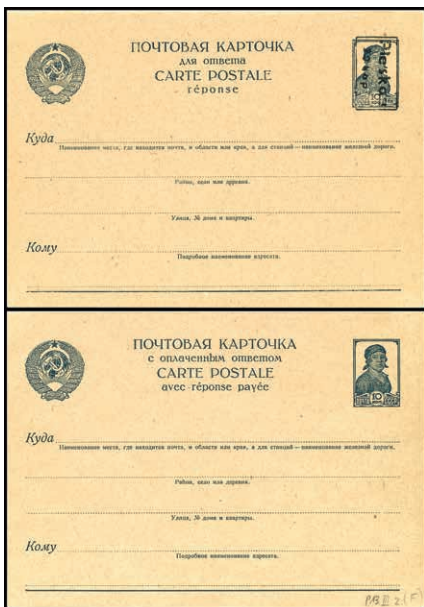 ПОЧТОВАЯ КАРТОЧКА
для ответа
CARTE POSTALE
réponse
Pleskau
10
Куда
Наименование места, где находится почта, и области или края, а для станций — наименование железной дороги.
Район, село или деревня.
Улица, № дома и квартиры.
Кому
Подробное наименование адресата.
ПОЧТОВАЯ КАРТОЧКА
с оплаченным ответом
CARTE POSTALE
avec réponse payée
10
Куда
Наименование места, где находится почта, и области или края, а для станций — наименование железной дороги.
Район, село или деревня.
Улица, № дома и квартиры.
Кому
Подробное наименование адресата.